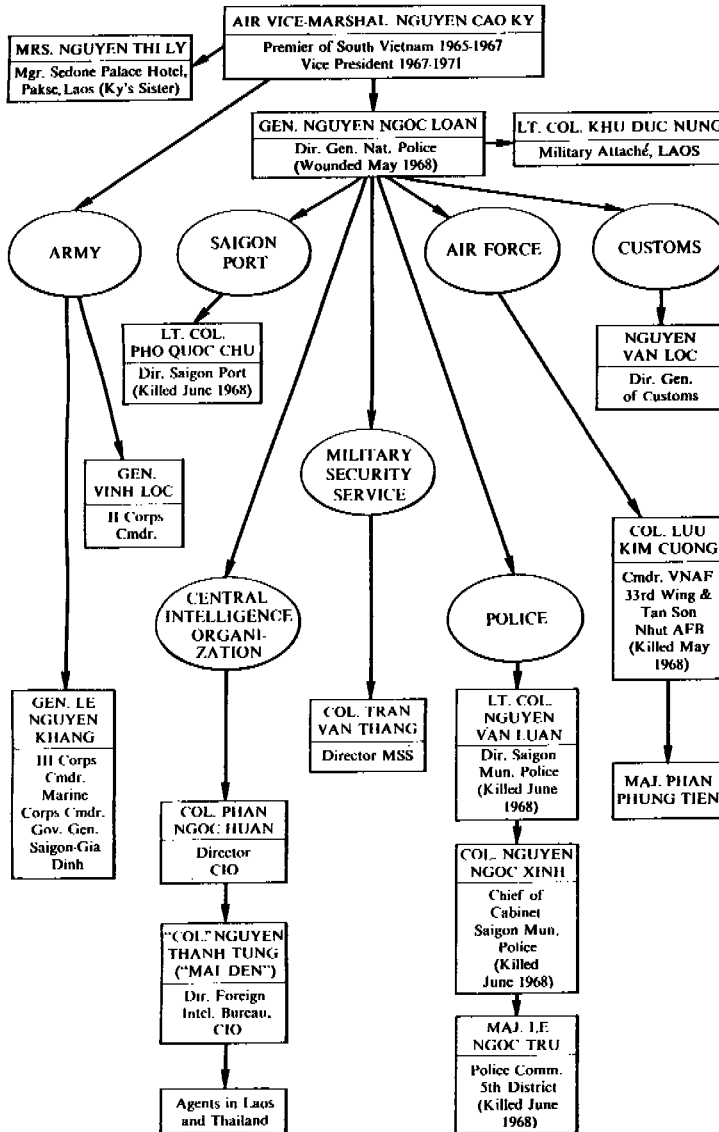 AIR VICE-MARSHAL NGUYEN CAO KY
Premier of South Vietnam 1965-1967
Vice President 1967-1971
MRS. NGUYEN THI LY
Mgr. Sedone Palace Hotel,
Pakse, Laos (Ky's Sister)
GEN. NGUYEN NGOC LOAN
Dir. Gen. Nat. Police
(Wounded May 1968)
LT. COL. KHU DUC NUNG
Military Attaché, LAOS
ARMY
SAIGON
PORT
AIR FORCE
CUSTOMS
LT. COL.
PHO QUOC CHU
Dir. Saigon Port
(Killed June 1968)
NGUYEN
VAN LOC
Dir. Gen.
of Customs
GEN.
VINH LOC
II Corps
Cmdr.
MILITARY
SECURITY
SERVICE
COL. LUU
KIM CUONG
Cmdr. VNAF
33rd Wing &
Tan Son
Nhut AFB
(Killed May
1968)
CENTRAL
INTELLIGENCE
ORGANI-
ZATION
POLICE
GEN. LE
NGUYEN
KHANG
III Corps
Cmdr.
Marine
Corps Cmdr.
Gov. Gen.
Saigon-Gia
Dinh
COL. TRAN
VAN THANG
Director MSS
LT. COL.
NGUYEN
VAN LUAN
Dir. Saigon
Mun. Police
(Killed June
1968)
MAJ. PHAN
PHUNG TIEN
COL. PHAN
NGOC HUAN
Director
CIO
COL. NGUYEN
NGOC XINH
Chief of
Cabinet
Saigon Mun.
Police
(Killed
June 1968)
"COL." NGUYEN
THANH TUNG
("MAI DEN")
Dir. Foreign
Intel. Bureau,
CIO
MAJ. LE
NGOC TRU
Police Comm.
5th District
(Killed June
1968)
Agents in Laos
and Thailand